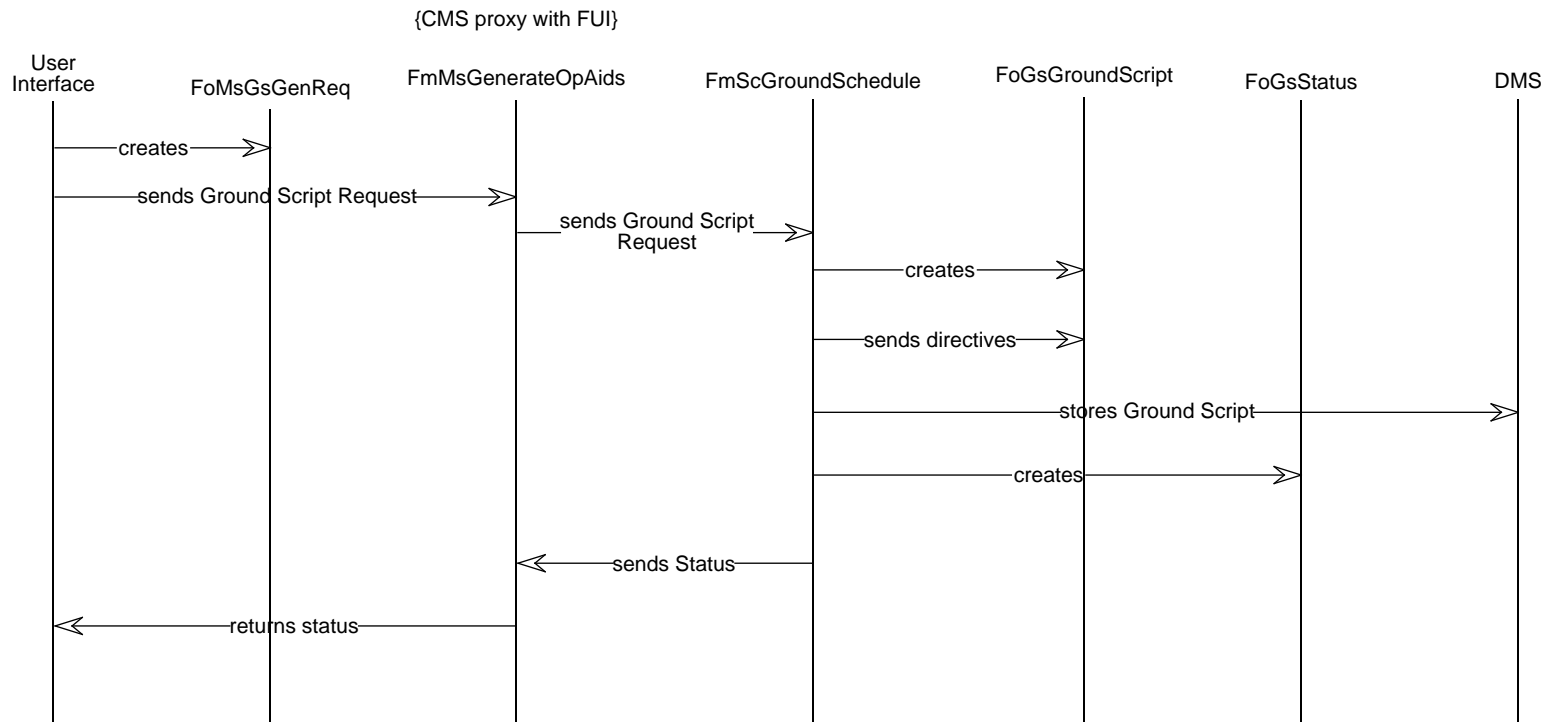 {CMS proxy with FUI}
User
Interface
FoMsGsGenReq
FmMsGenerateOpAids
FmScGroundSchedule
FoGsGroundScript
FoGsStatus
DMS
creates
sends Ground Script Request
sends Ground Script
Request
creates
sends directives
stores Ground Script
creates
sends Status
returns status